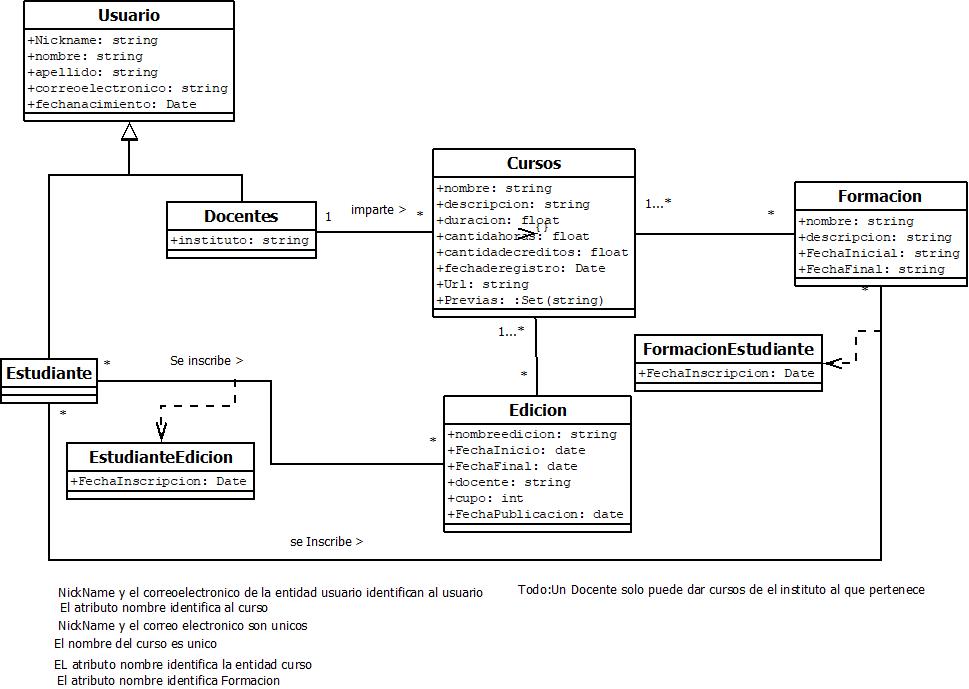 Usuario
+Nickname: string
+nombre: string
+apellido: string
+correoelectronico: string
+fechanacimiento: Date
Cursos
+nombre: string
+descripcion: string
+duracion: float
+cantidahoras: float
+cantidadecreditos: float
+fechaderegistro: Date
+Url: string
+Previas: :Set(string)
{}
Formacion
+nombre: string
+descripcion: string
+FechaInicial: string
+FechaFinal: string
Docentes
+instituto: string
1
imparte >
*
1...*
*
*
1...*
*
FormacionEstudiante
+FechaInscripcion: Date
Estudiante
*
Se inscribe >
*
*
EstudianteEdicion
+FechaInscripcion: Date
Edicion
+nombreedicion: string
+FechaInicio: date
+FechaFinal: date
+docente: string
+cupo: int
+FechaPublicacion: date
se Inscribe >
NickName y el correoelectronico de la entidad usuario identifican al usuario
El atributo nombre identifica al curso
NickName y el correo electronico son unicos
El nombre del curso es unico
EL atributo nombre identifica la entidad curso
El atributo nombre identifica Formacion
Todo:Un Docente solo puede dar cursos de el instituto al que pertenece